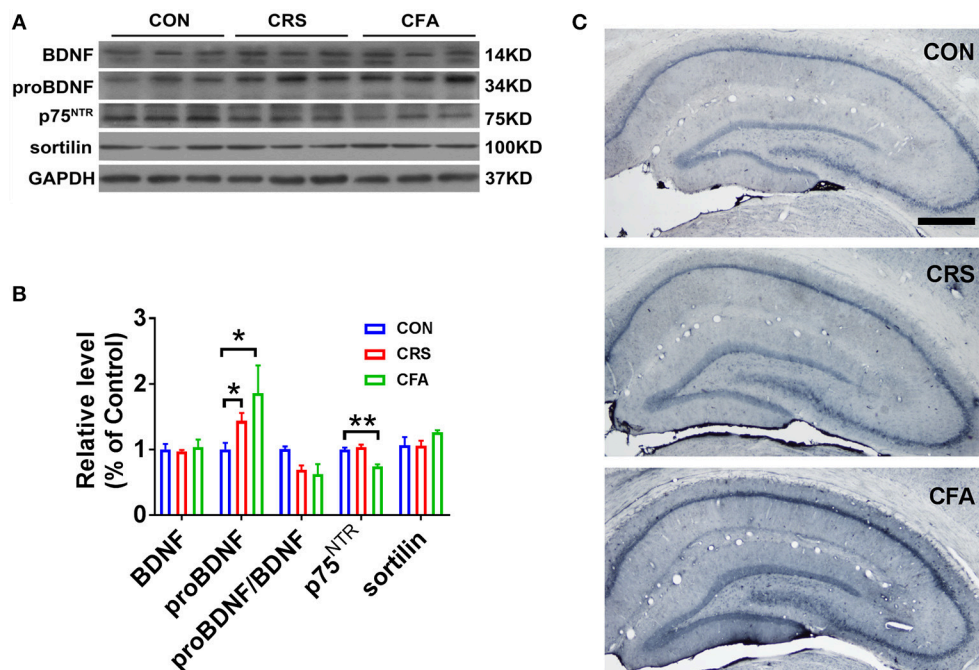 A
CON CRS CFA
BDNF 14KD
proBDNF 34KD
p75NTR 75KD
sortilin 100KD
GAPDH 37KD
B
Relative level
(% of Control)
3
2
1
0
CON
CRS
CFA
*
*
**
BDNF
proBDNF
proBDNF/BDNF
p75NTR
sortilin
C
CON
CRS
CFA